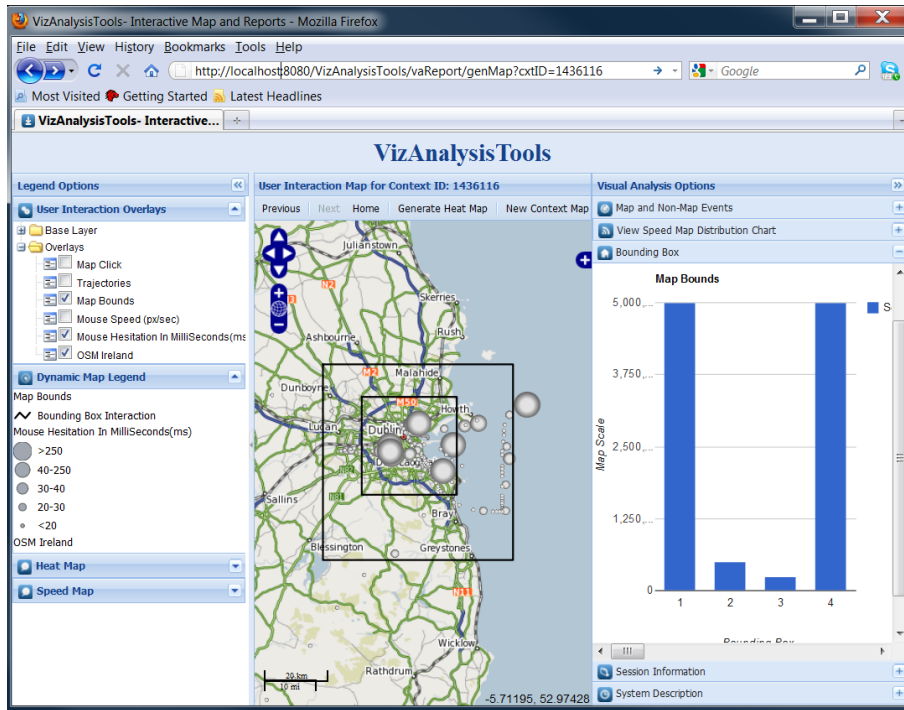 VizAnalysisTools- Interactive Map and Reports - Mozilla Firefox
File Edit View History Bookmarks Tools Help
http://localhost:8080/VizAnalysisTools/vaReport/genMap?cxtID=1436116
Google
Most Visited Getting Started Latest Headlines
VizAnalysisTools- Interactive...
VizAnalysisTools
Legend Options
User Interaction Overlays
Base Layer
Overlays
Map Click
Trajectories
Map Bounds
Mouse Speed (px/sec)
Mouse Hesitation In MilliSeconds(ms
OSM Ireland
Dynamic Map Legend
Map Bounds
Bounding Box Interaction
Mouse Hesitation In MilliSeconds(ms)
>250
40-250
30-40
20-30
<20
OSM Ireland
Heat Map
Speed Map
User Interaction Map for Context ID: 1436116
Previous Next Home Generate Heat Map New Context Map
Julianstown
N2
Skerries
Rush
Ashbourne
M2
Malahide
Dunboyne
M50
Howth
Lucan
Dublin
N82
N81
Sallins
Bray
Blessington
Greystones
N11
Wicklow
Rathdrum
20 km
10 mi
-5.71195, 52.97428
Visual Analysis Options
Map and Non-Map Events
View Speed Map Distribution Chart
Bounding Box
Map Bounds
5,000,...
S
3,750,...
Map Scale
2,500,...
1,250,...
0
1 2 3 4
Bounding Box
Session Information
System Description